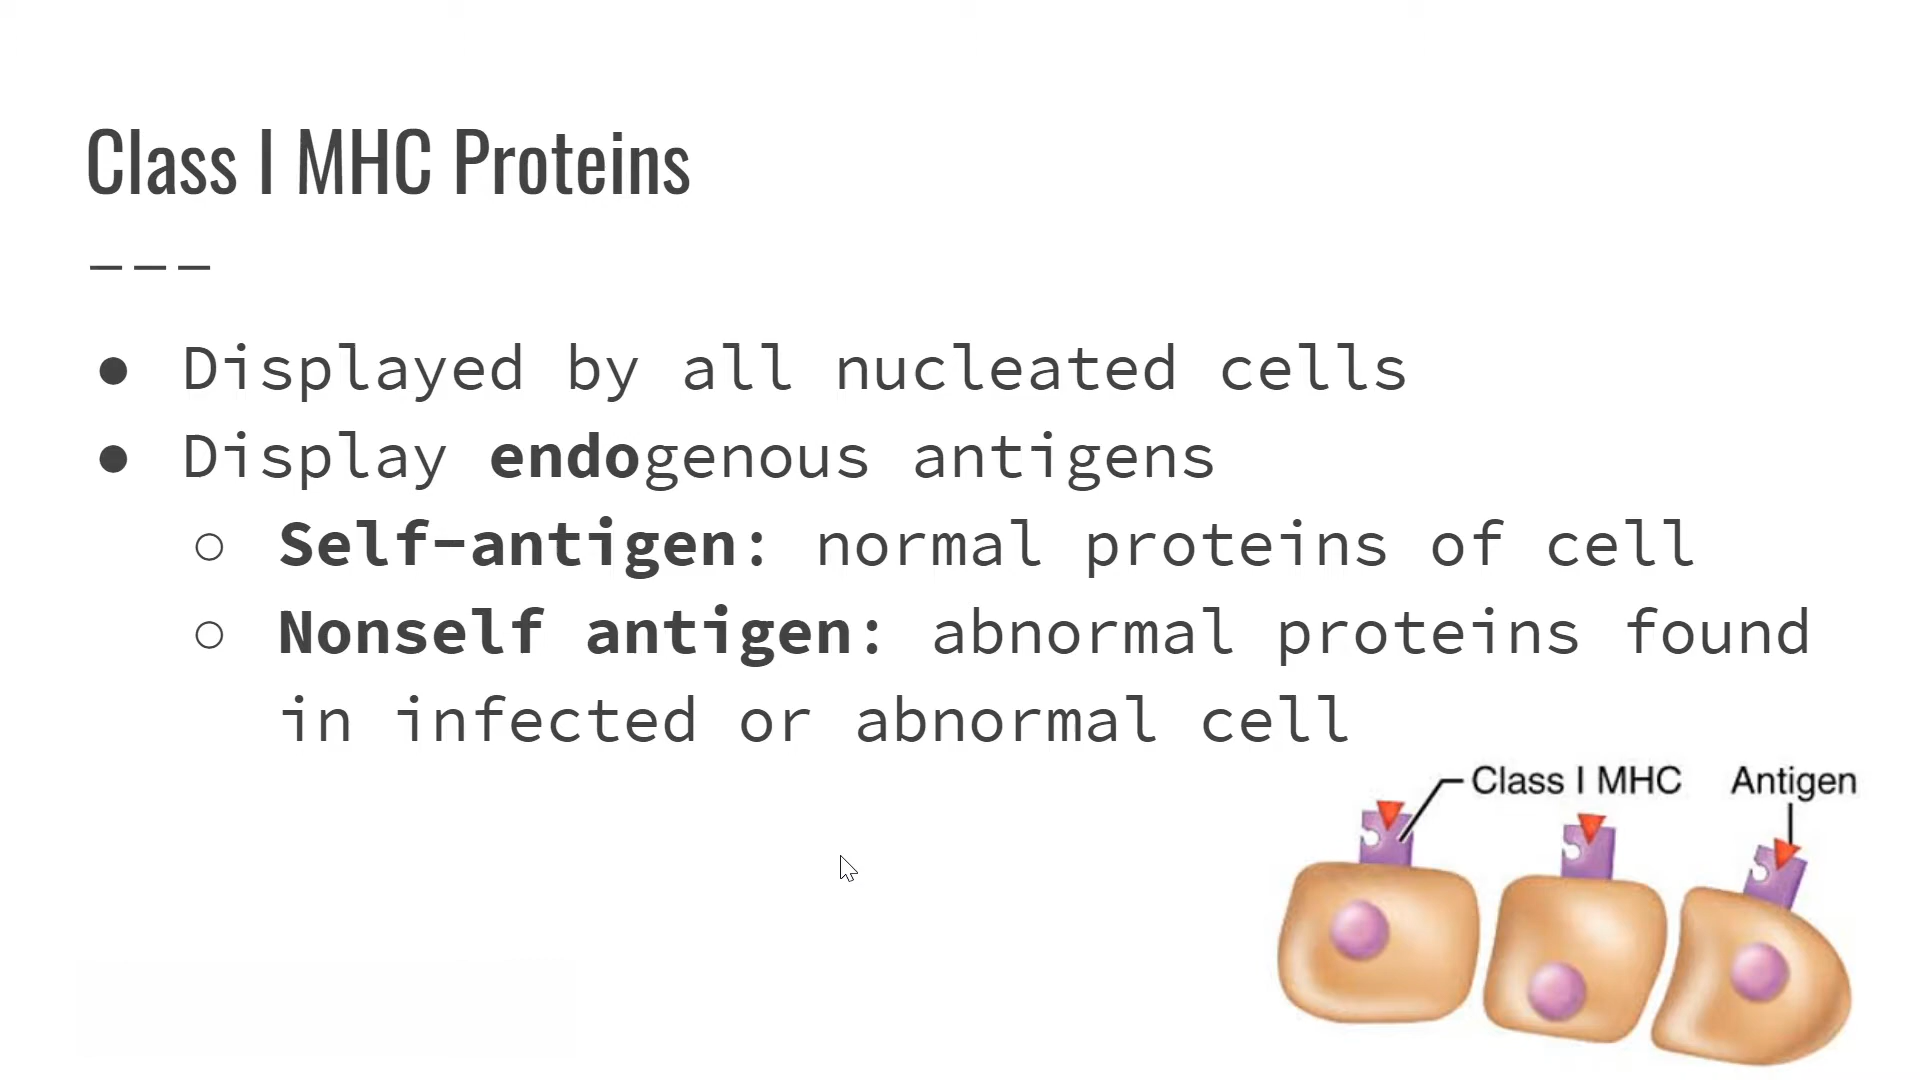 Class I MHC Proteins
● Displayed by all nucleated cells
● Display endogenous antigens
○ Self-antigen: normal proteins of cell
○ Nonself antigen: abnormal proteins found
in infected or abnormal cell
Class I MHC
Antigen